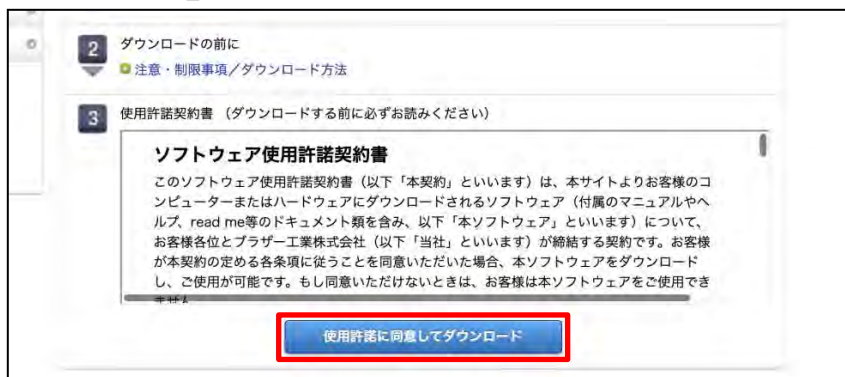 2 ダウンロードの前に
注意・制限事項／ダウンロード方法
3 使用許諾契約書 （ダウンロードする前に必ずお読みください）
ソフトウェア使用許諾契約書
このソフトウェア使用許諾契約書（以下「本契約」といいます）は、本サイトよりお客様のコ
ンピューターまたはハードウェアにダウンロードされるソフトウェア（付属のマニュアルやヘ
ルプ、read me等のドキュメント類を含み、以下「本ソフトウェア」といいます）について、
お客様各位とブラザー工業株式会社（以下「当社」といいます）が締結する契約です。お客様
が本契約の定める各条項に従うことを同意いただいた場合、本ソフトウェアをダウンロード
し、ご使用が可能です。もし同意いただけないときは、お客様は本ソフトウェアをご使用でき
ません
使用許諾に同意してダウンロード